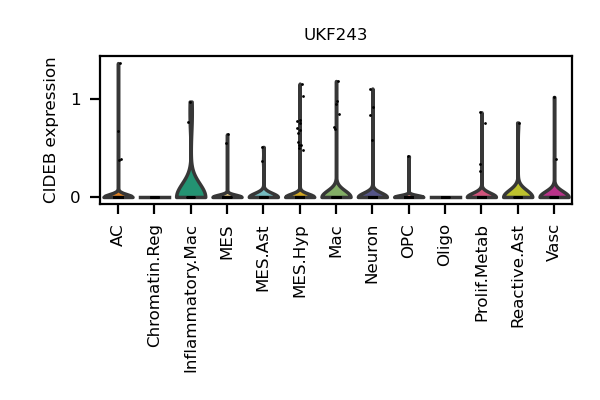 UKF243
CIDEB expression
1
0
AC
Chromatin.Reg
Inflammatory.Mac
MES
MES.Ast
MES.Hyp
Mac
Neuron
OPC
Oligo
Prolif.Metab
Reactive.Ast
Vasc